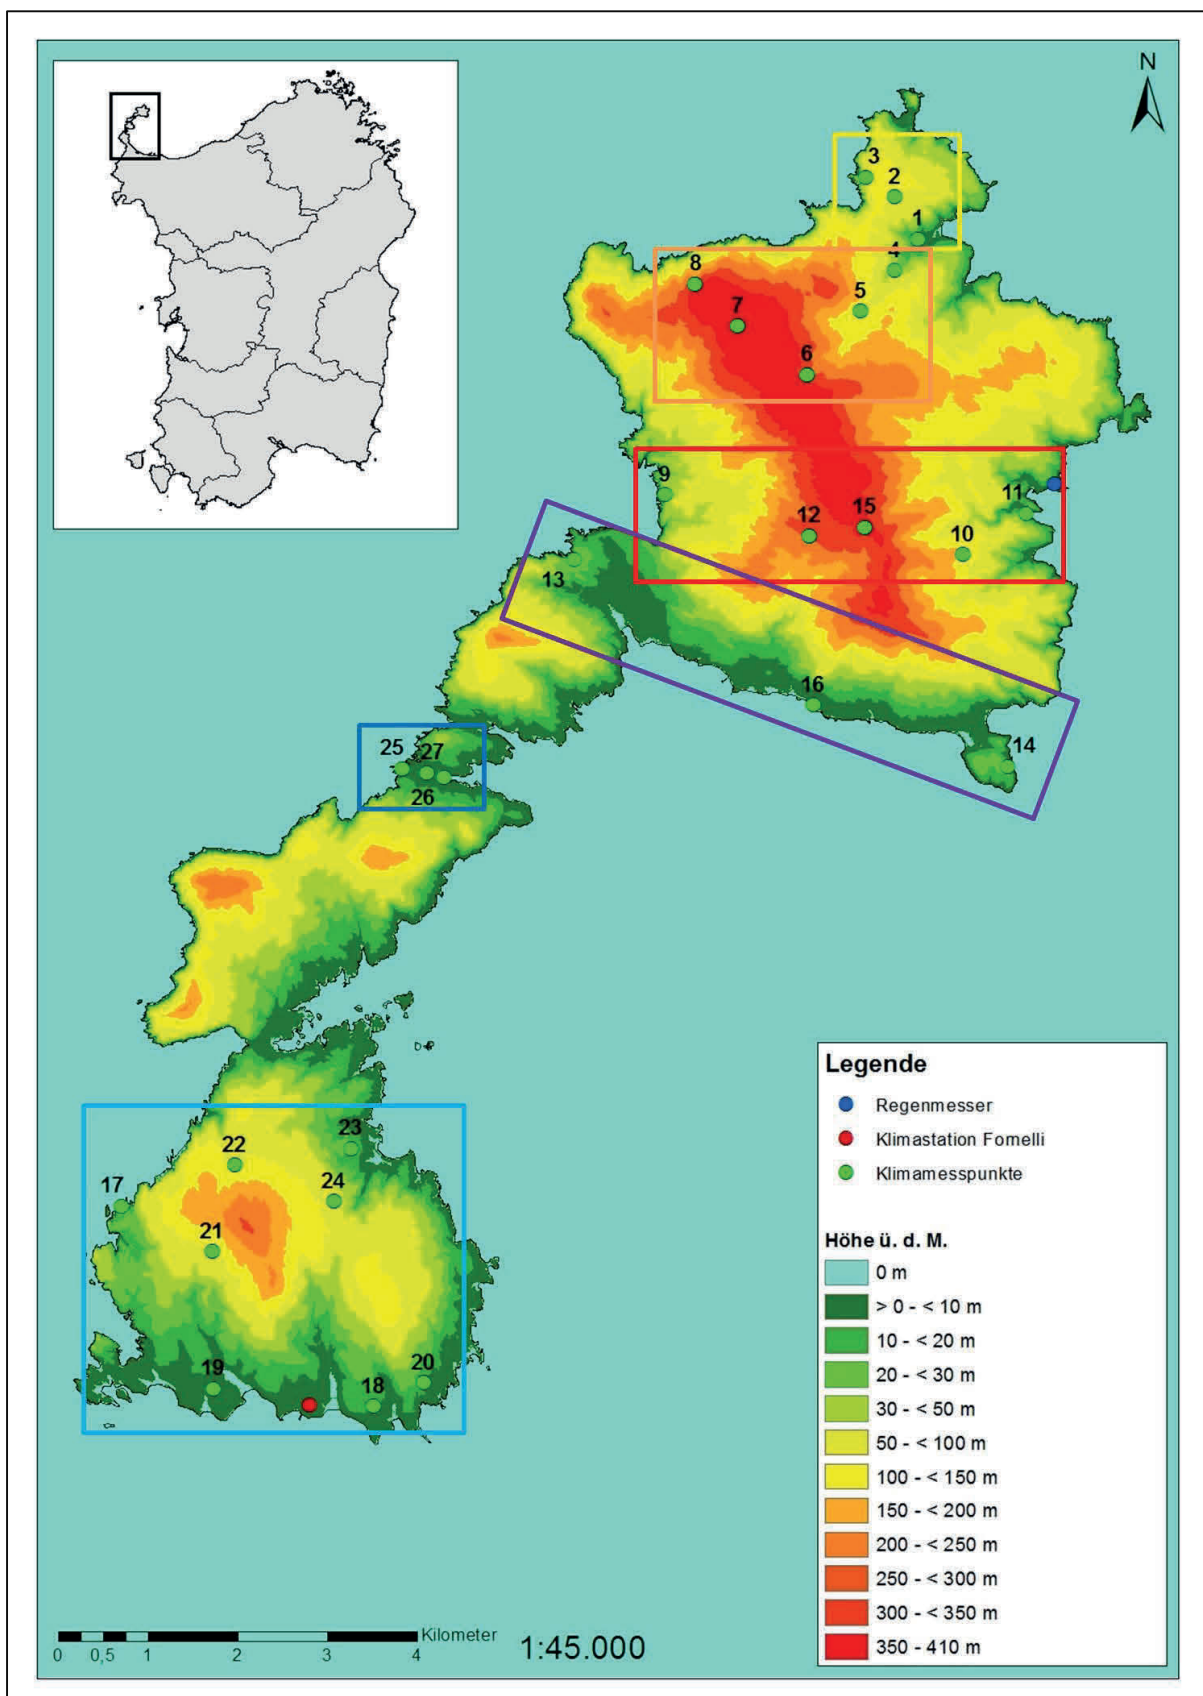 N
3
2
1
4
8
5
7
6
9
11
12
15
10
13
16
14
25
27
26
23
22
24
17
21
20
19
18
Legende
Regenmesser
Klimastation Fornelli
Klimamesspunkte
Höhe ü. d. M.
0 m
> 0 - < 10 m
10 - < 20 m
20 - < 30 m
30 - < 50 m
50 - < 100 m
100 - < 150 m
150 - < 200 m
200 - < 250 m
250 - < 300 m
300 - < 350 m
350 - 410 m
Kilometer
0 0,5 1 2 3 4
1:45.000